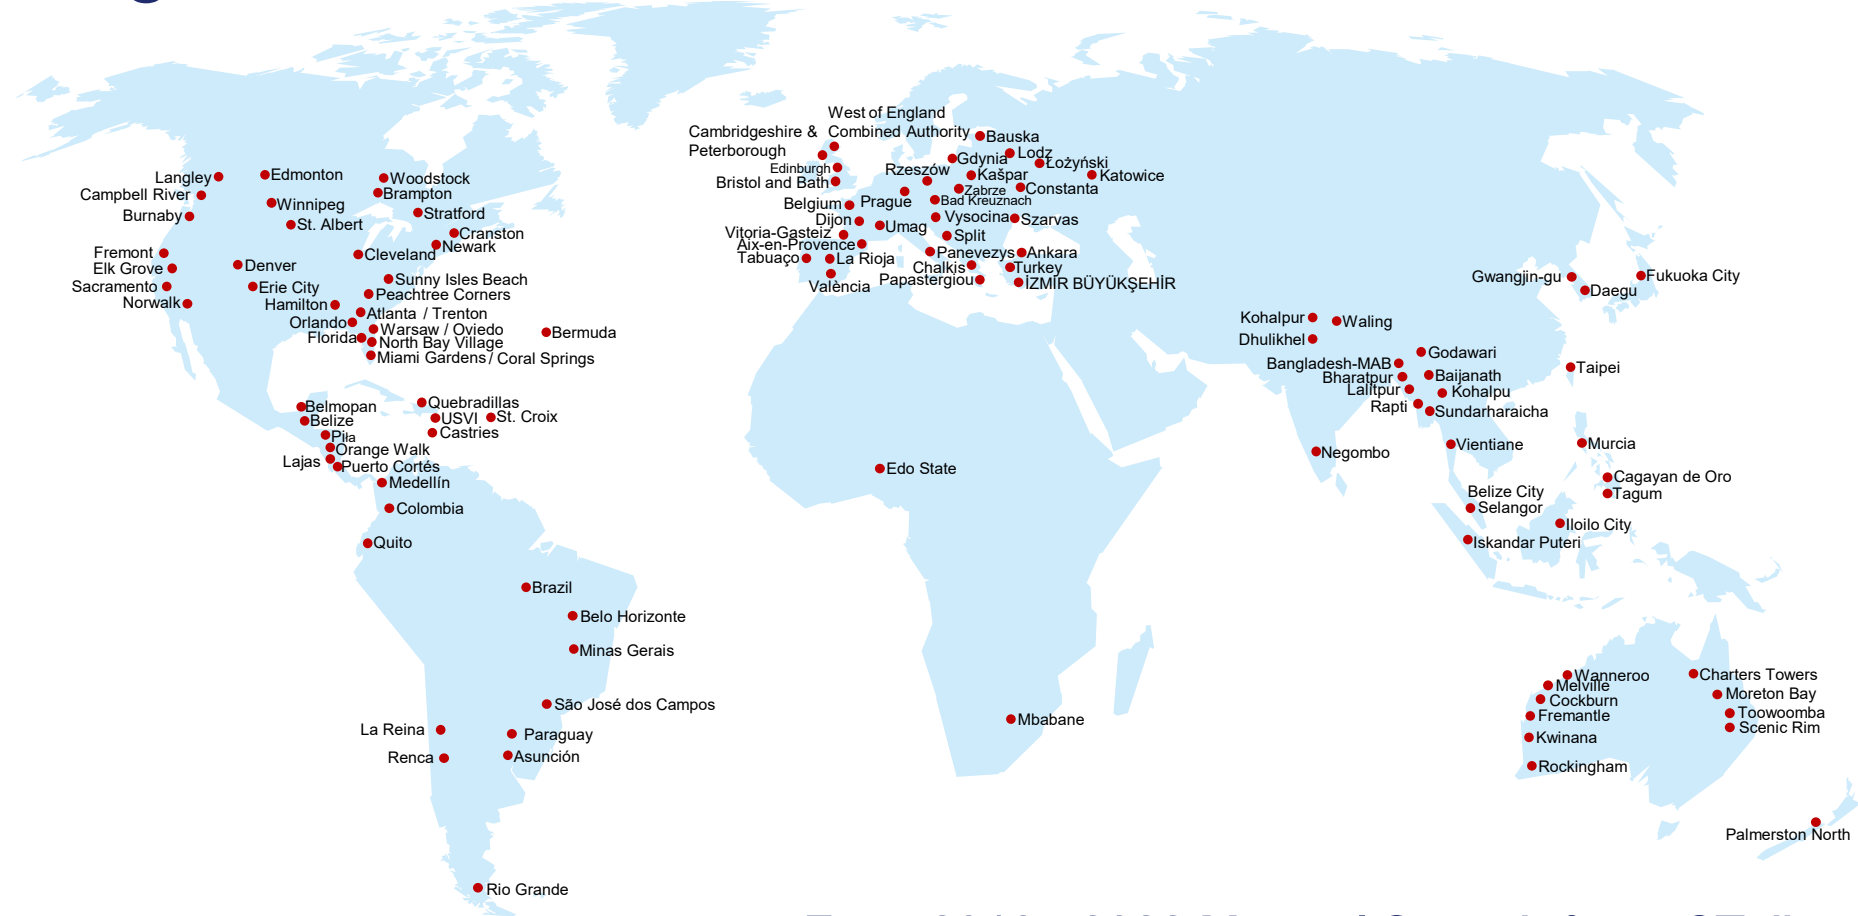 West of England
Cambridgeshire & Combined Authority
Peterborough
Bauska
Lodz
Gdynia
Łożyński
Edinburgh
Rzeszów
Kašpar
Katowice
Bristol and Bath
Zabrze
Constanta
Belgium
Prague
Bad Kreuznach
Dijon
Umag
Vysocina
Szarvas
Vitoria-Gasteiz
Split
Aix-en-Provence
Tabuaço
La Rioja
Panevezys
Ankara
Chalkis
Turkey
València
Papastergiou
İZMİR BÜYÜKŞEHİR
Langley
Edmonton
Woodstock
Campbell River
Brampton
Winnipeg
Burnaby
Stratford
St. Albert
Cranston
Newark
Fremont
Cleveland
Elk Grove
Denver
Sacramento
Erie City
Sunny Isles Beach
Norwalk
Hamilton
Peachtree Corners
Atlanta / Trenton
Orlando
Warsaw / Oviedo
Florida
North Bay Village
Miami Gardens / Coral Springs
Bermuda
Belmopan
Quebradillas
Belize
USVI
St. Croix
Piła
Castries
Orange Walk
Lajas
Puerto Cortés
Medellín
Colombia
Quito
Brazil
Belo Horizonte
Minas Gerais
São José dos Campos
La Reina
Paraguay
Renca
Asunción
Rio Grande
Edo State
Mbabane
Gwangjin-gu
Fukuoka City
Daegu
Kohalpur
Waling
Dhulikhel
Godawari
Bangladesh-MAB
Taipei
Bharatpur
Baijanath
Lalitpur
Kohalpu
Rapti
Sundarharaicha
Negombo
Vientiane
Murcia
Cagayan de Oro
Belize City
Tagum
Selangor
Iloilo City
Iskandar Puteri
Wanneroo
Charters Towers
Melville
Moreton Bay
Cockburn
Fremantle
Toowoomba
Scenic Rim
Kwinana
Rockingham
Palmerston North